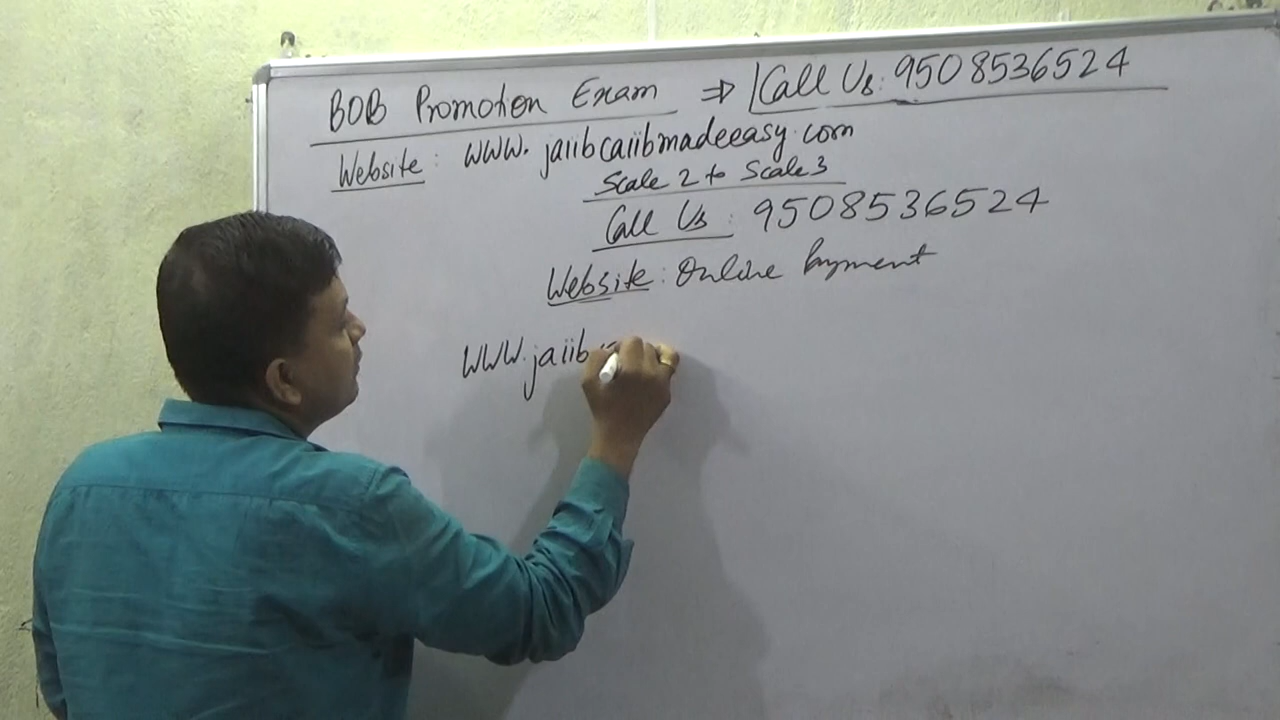 BOB Promotion Exam ⇒ Call Us: 9508536524
Website: www.jaiibcaiibmadeeasy.com
Scale 2 to Scale 3
Call Us: 9508536524
Website: Online Payment
www.jaiib